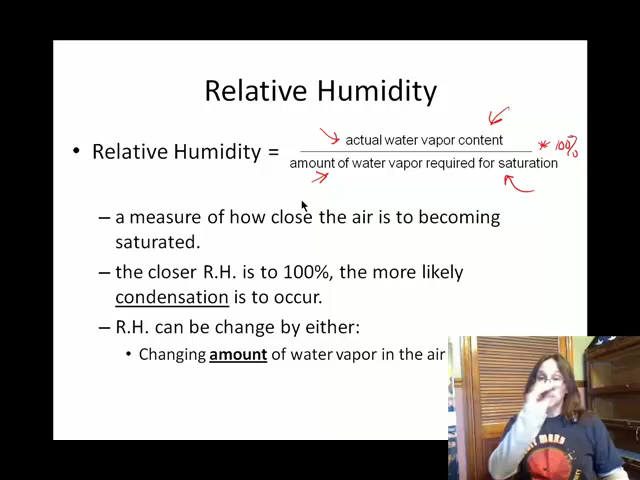 Relative Humidity
• Relative Humidity = actual water vapor content * 100%
amount of water vapor required for saturation
– a measure of how close the air is to becoming
saturated.
– the closer R.H. is to 100%, the more likely
condensation is to occur.
– R.H. can be change by either:
• Changing amount of water vapor in the air